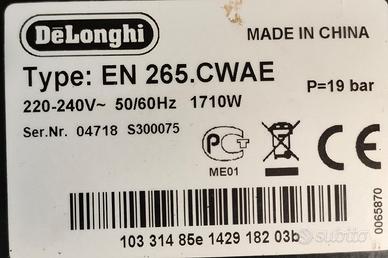 DeLonghi
MADE IN CHINA
Type: EN 265.CWAE
P=19 bar
220-240V~ 50/60Hz 1710W
Ser.Nr. 04718 S300075
ME01
0065870
103 314 85e 1429 182 03b
subito